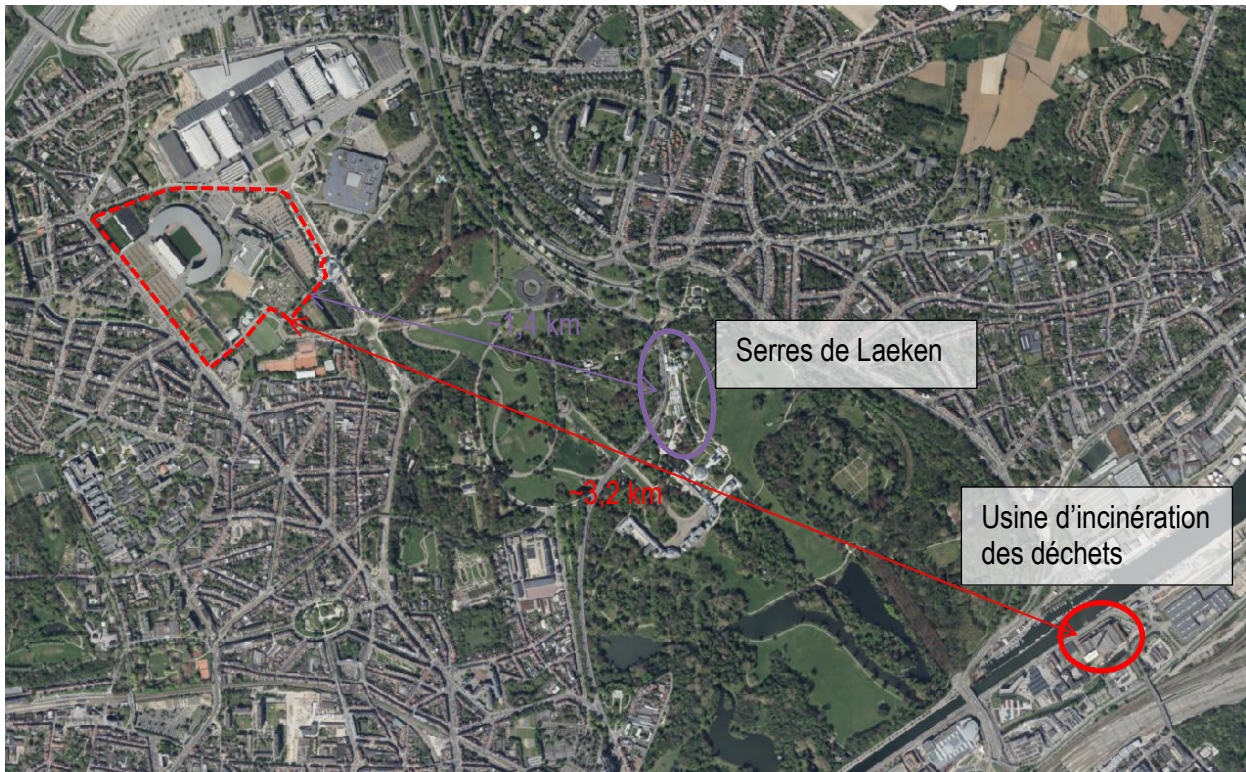 ~1,4 km
Serres de Laeken
~3,2 km
Usine d’incinération
des déchets